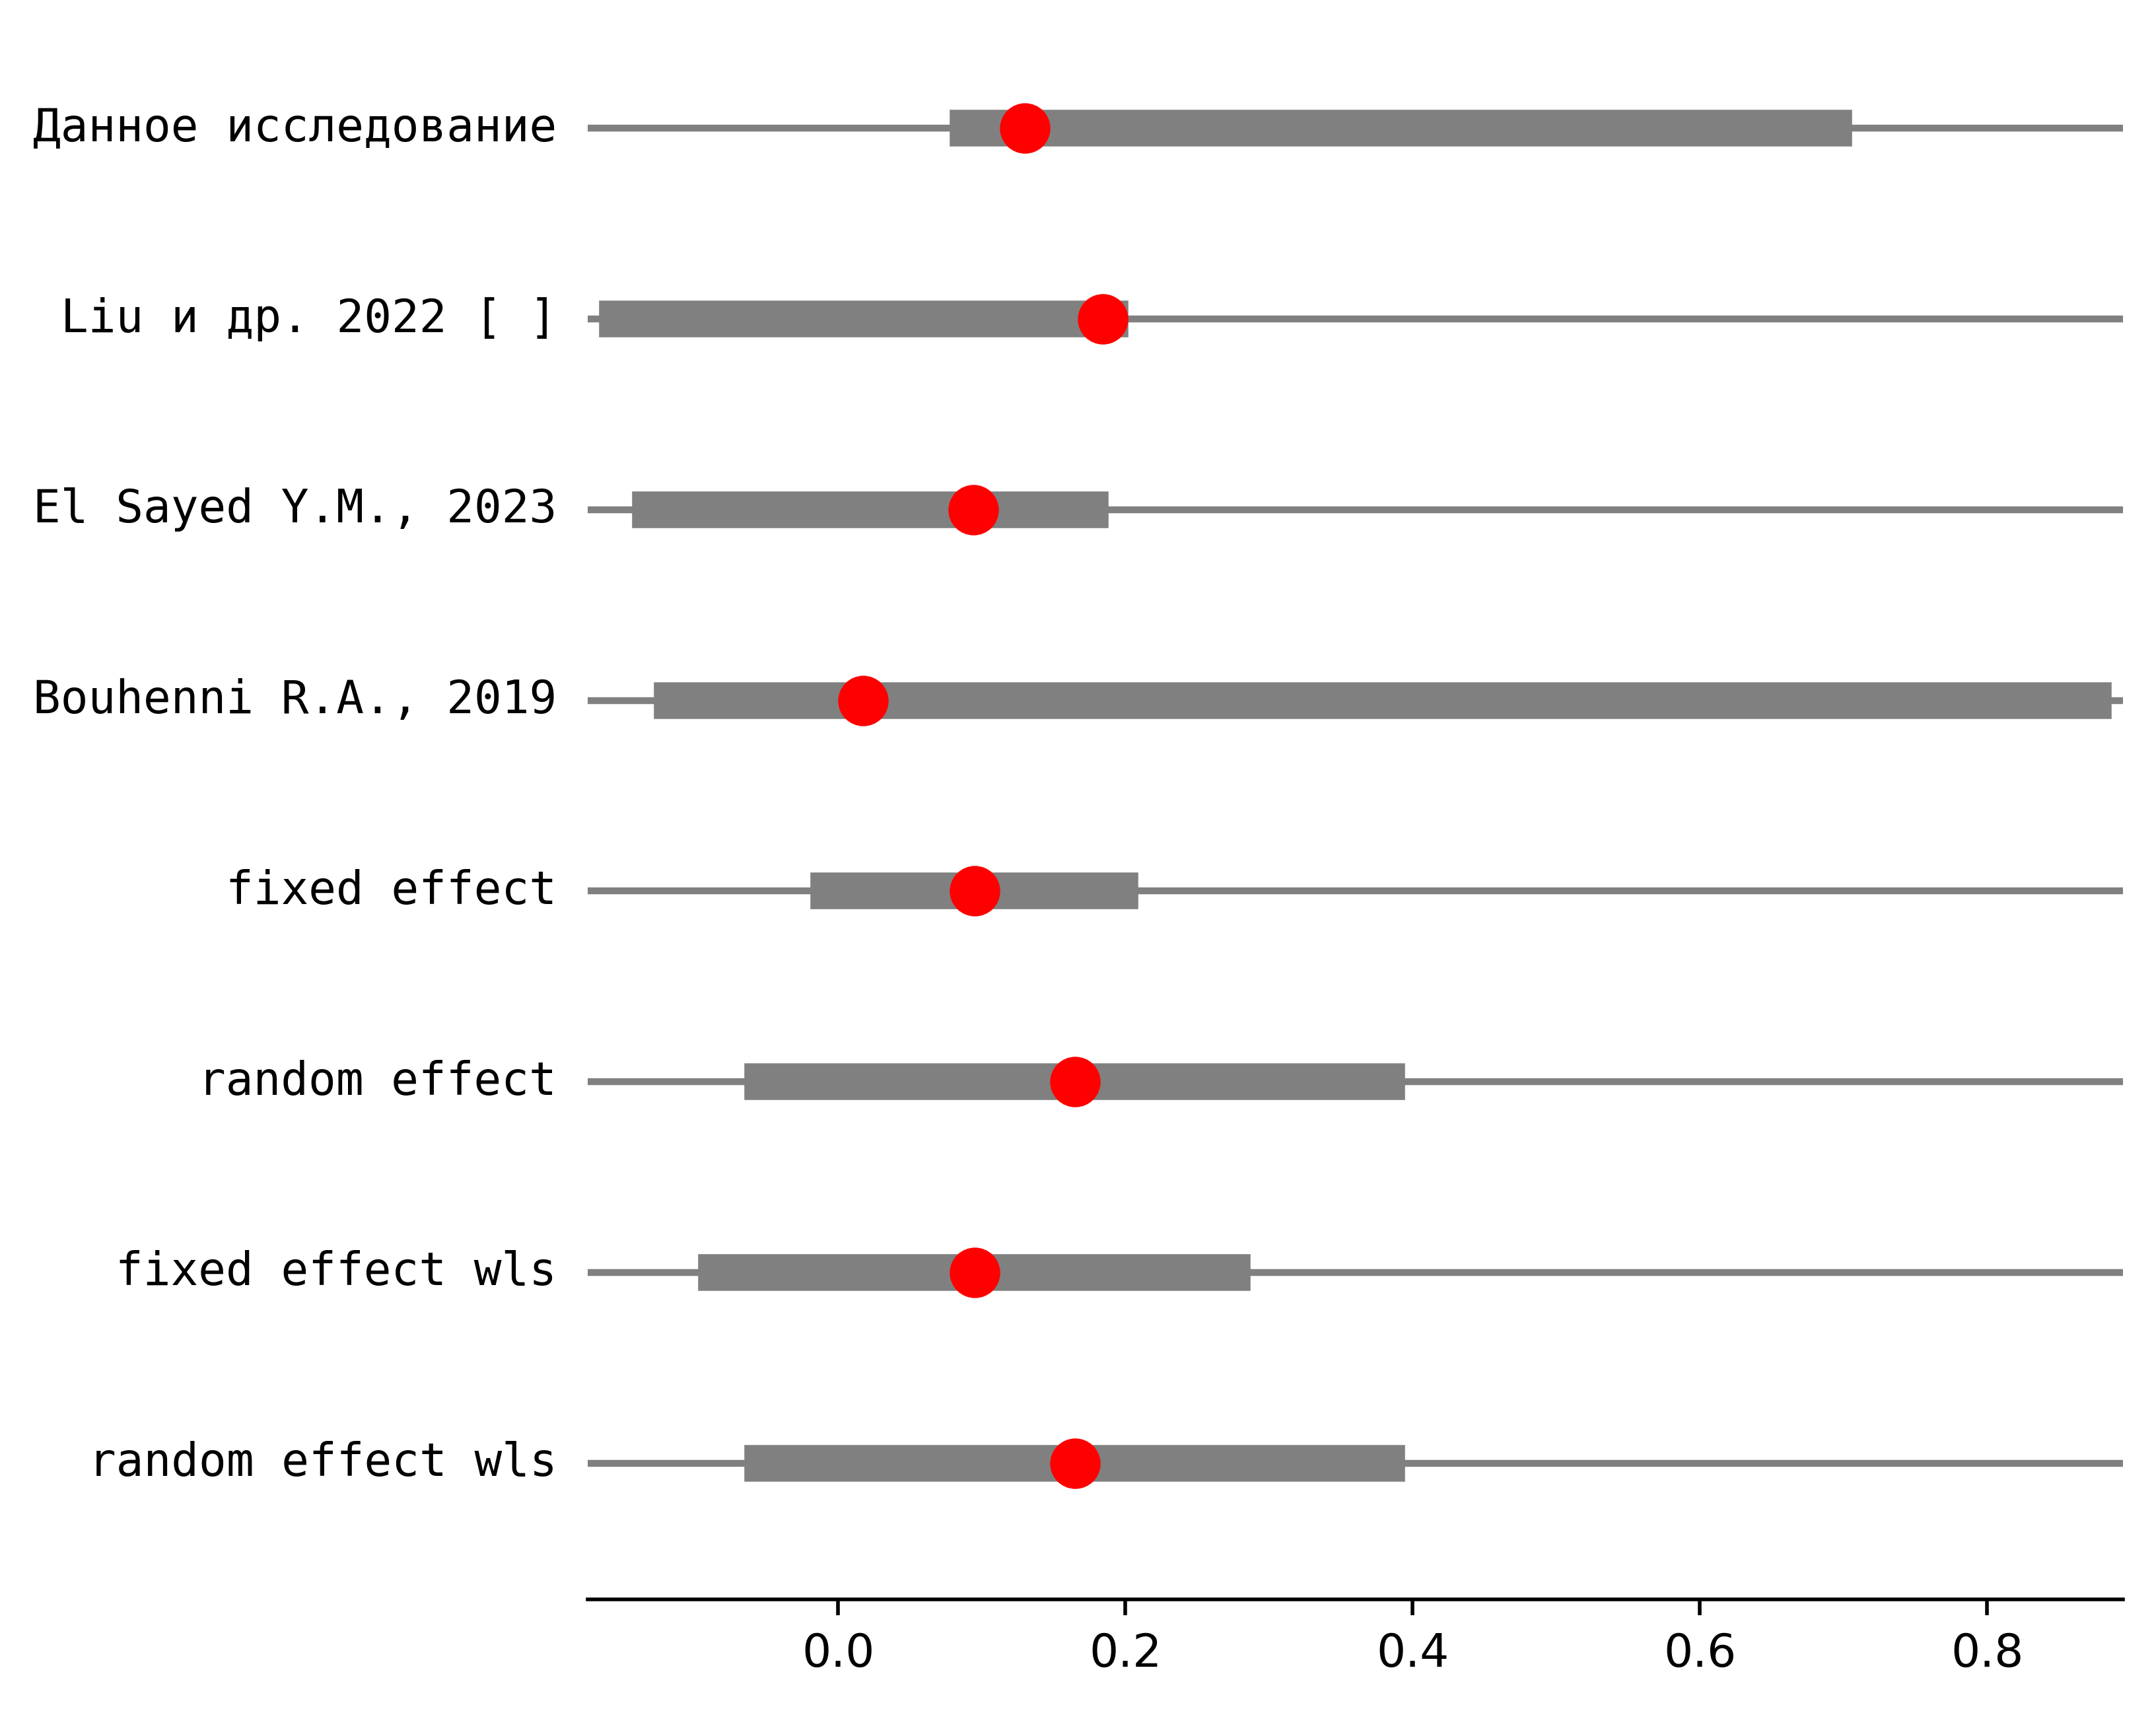 Данное исследование
Liu и др. 2022 [ ]
El Sayed Y.M., 2023
Bouhenni R.A., 2019
fixed effect
random effect
fixed effect wls
random effect wls
0.0 0.2 0.4 0.6 0.8